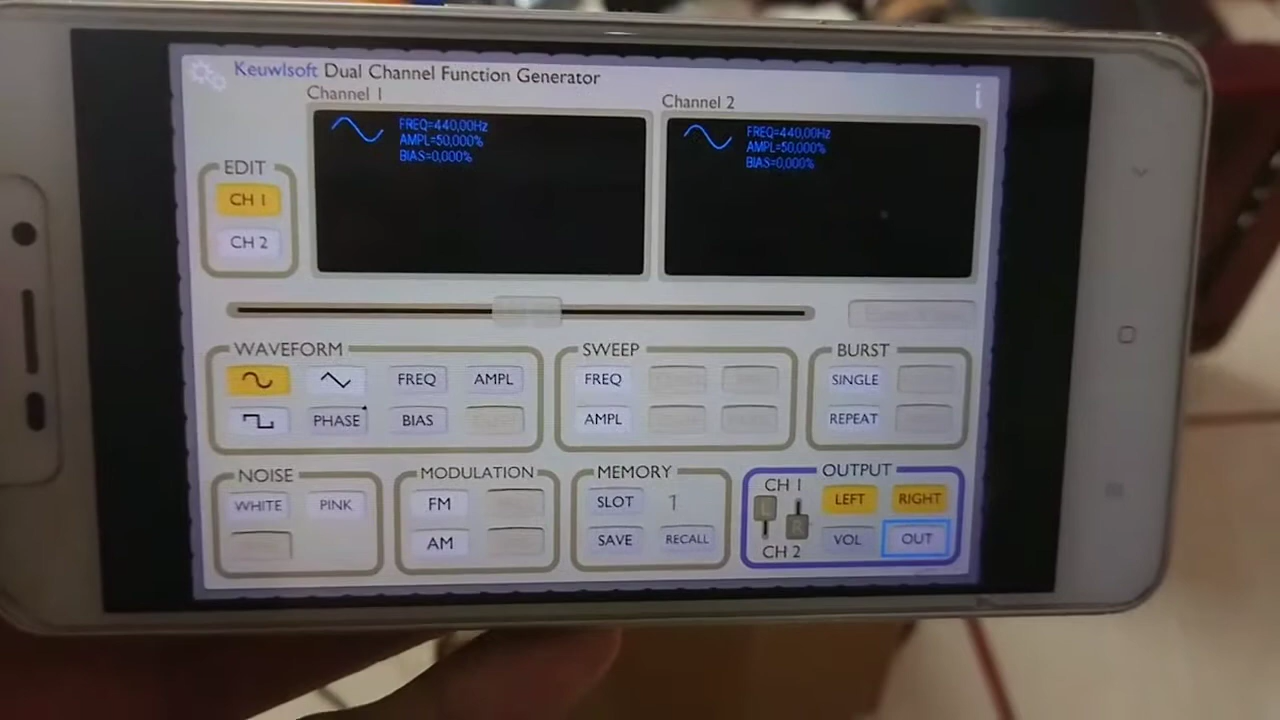 Keuwlsoft Dual Channel Function Generator
Channel 1
Channel 2
i
FREQ=440,00Hz
AMPL=50,000%
BIAS=0,000%
FREQ=440,00Hz
AMPL=50,000%
BIAS=0,000%
EDIT
CH 1
CH 2
WAVEFORM
FREQ
AMPL
PHASE
BIAS
SWEEP
FREQ
AMPL
BURST
SINGLE
REPEAT
NOISE
WHITE
PINK
MODULATION
FM
AM
MEMORY
SLOT
1
SAVE
RECALL
OUTPUT
CH 1
L
R
CH 2
LEFT
RIGHT
VOL
OUT